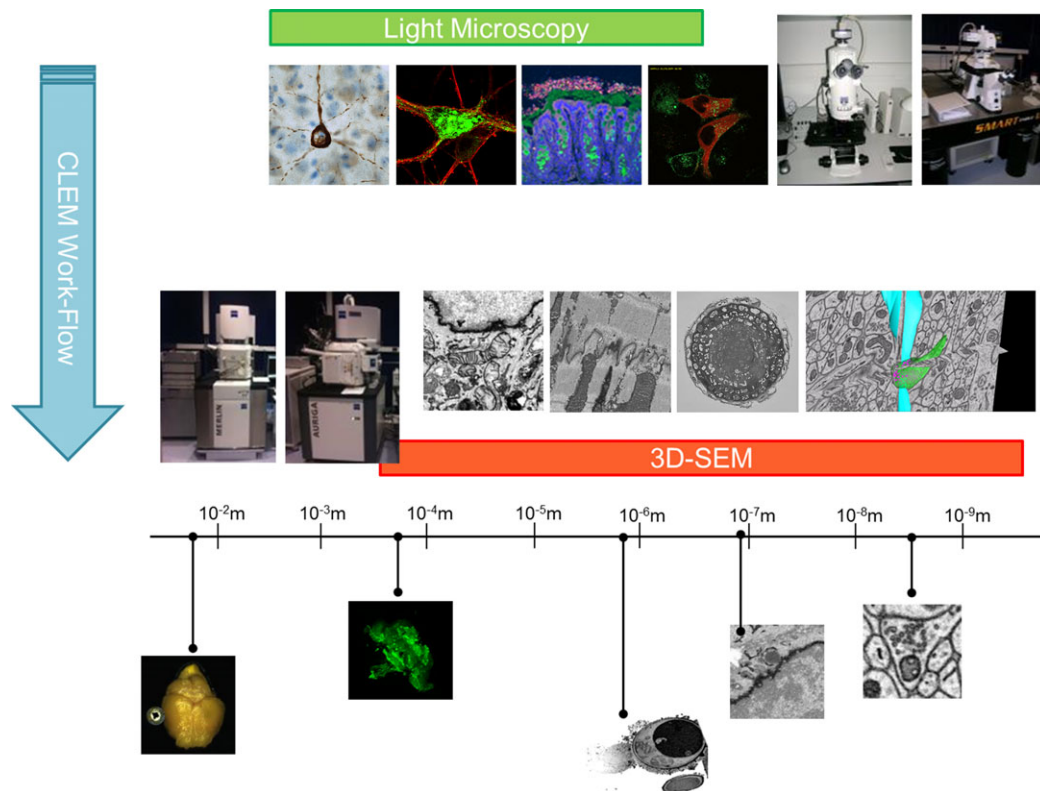 Light Microscopy
SMART
CLEM Work-Flow
MERLIN
AURIGA
3D-SEM
10⁻²m
10⁻³m
10⁻⁴m
10⁻⁵m
10⁻⁶m
10⁻⁷m
10⁻⁸m
10⁻⁹m